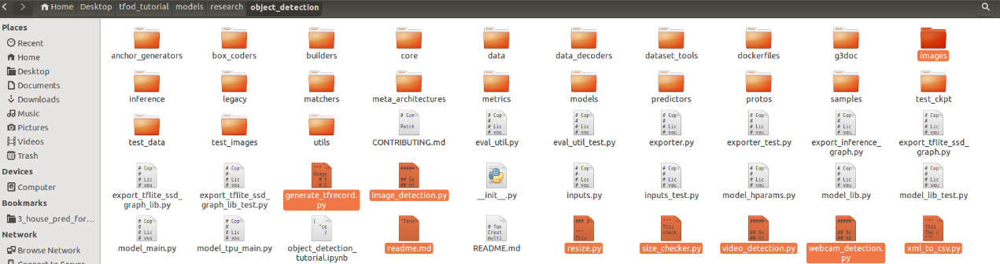 Home Desktop tfod_tutorial models research object_detection
Places
Recent
Home
Desktop
Documents
Downloads
Music
Pictures
Videos
Trash
Devices
Computer
Bookmarks
3_house_pred_for...
Network
Browse Network
Connect to Server
anchor_generators box_coders builders core data data_decoders dataset_tools dockerfiles g3doc images
inference legacy matchers meta_architectures metrics models predictors protos samples test_ckpt
test_data test_images utils CONTRIBUTING.md eval_util.py eval_util_test.py exporter.py exporter_test.py export_inference_graph.py export_tflite_ssd_graph.py
export_tflite_ssd_graph_lib.py export_tflite_ssd_graph_lib_test.py generate_tfrecord.py image_detection.py __init__.py inputs.py inputs_test.py model_hparams.py model_lib.py model_lib_test.py
model_main.py model_tpu_main.py object_detection_tutorial.ipynb readme.md README.md resize.py size_checker.py video_detection.py webcam_detection.py xml_to_csv.py